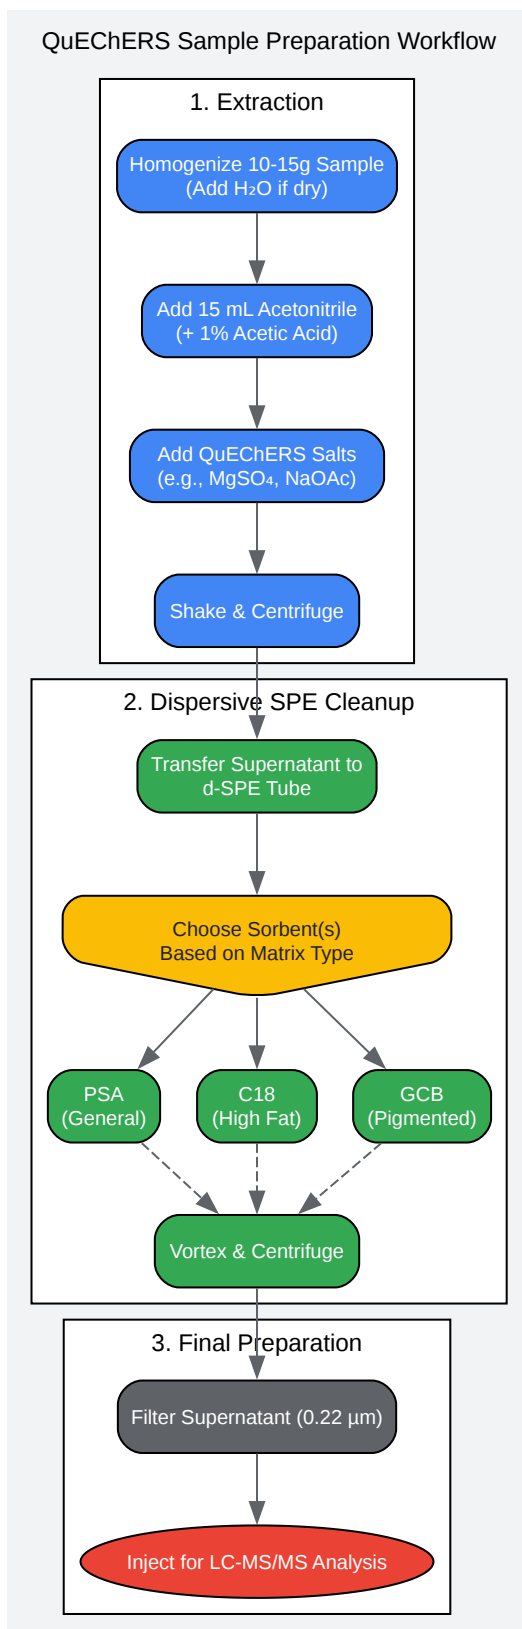 QuEChERS Sample Preparation Workflow
1. Extraction
Homogenize 10-15g Sample
(Add H₂O if dry)
Add 15 mL Acetonitrile
(+ 1% Acetic Acid)
Add QuEChERS Salts
(e.g., MgSO₄, NaOAc)
Shake & Centrifuge
2. Dispersive SPE Cleanup
Transfer Supernatant to
d-SPE Tube
Choose Sorbent(s)
Based on Matrix Type
PSA
(General)
C18
(High Fat)
GCB
(Pigmented)
Vortex & Centrifuge
3. Final Preparation
Filter Supernatant (0.22 µm)
Inject for LC-MS/MS Analysis